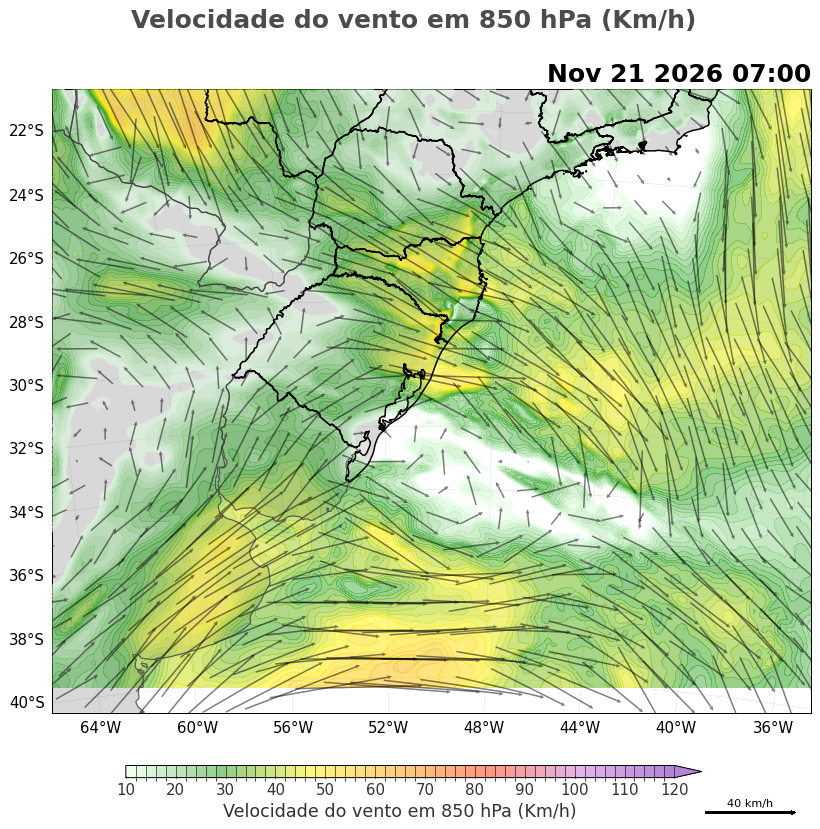 Velocidade do vento em 850 hPa (Km/h)
Nov 21 2026 07:00
22°S
24°S
26°S
28°S
30°S
32°S
34°S
36°S
38°S
40°S
64°W 60°W 56°W 52°W 48°W 44°W 40°W 36°W
10 20 30 40 50 60 70 80 90 100 110 120
Velocidade do vento em 850 hPa (Km/h)
40 km/h